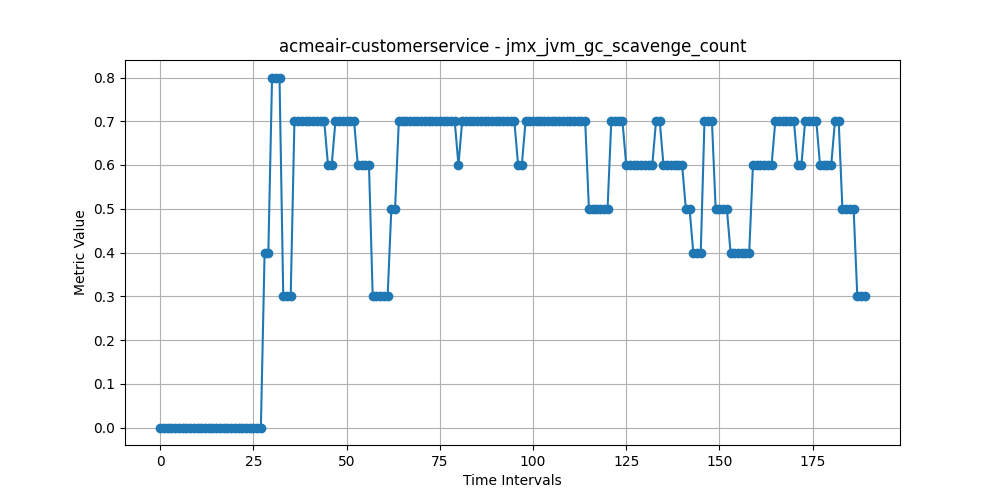 acmeair-customerservice - jmx_jvm_gc_scavenge_count
0.8
0.7
0.6
0.5
0.4
0.3
0.2
0.1
0.0
Metric Value
0 25 50 75 100 125 150 175
Time Intervals